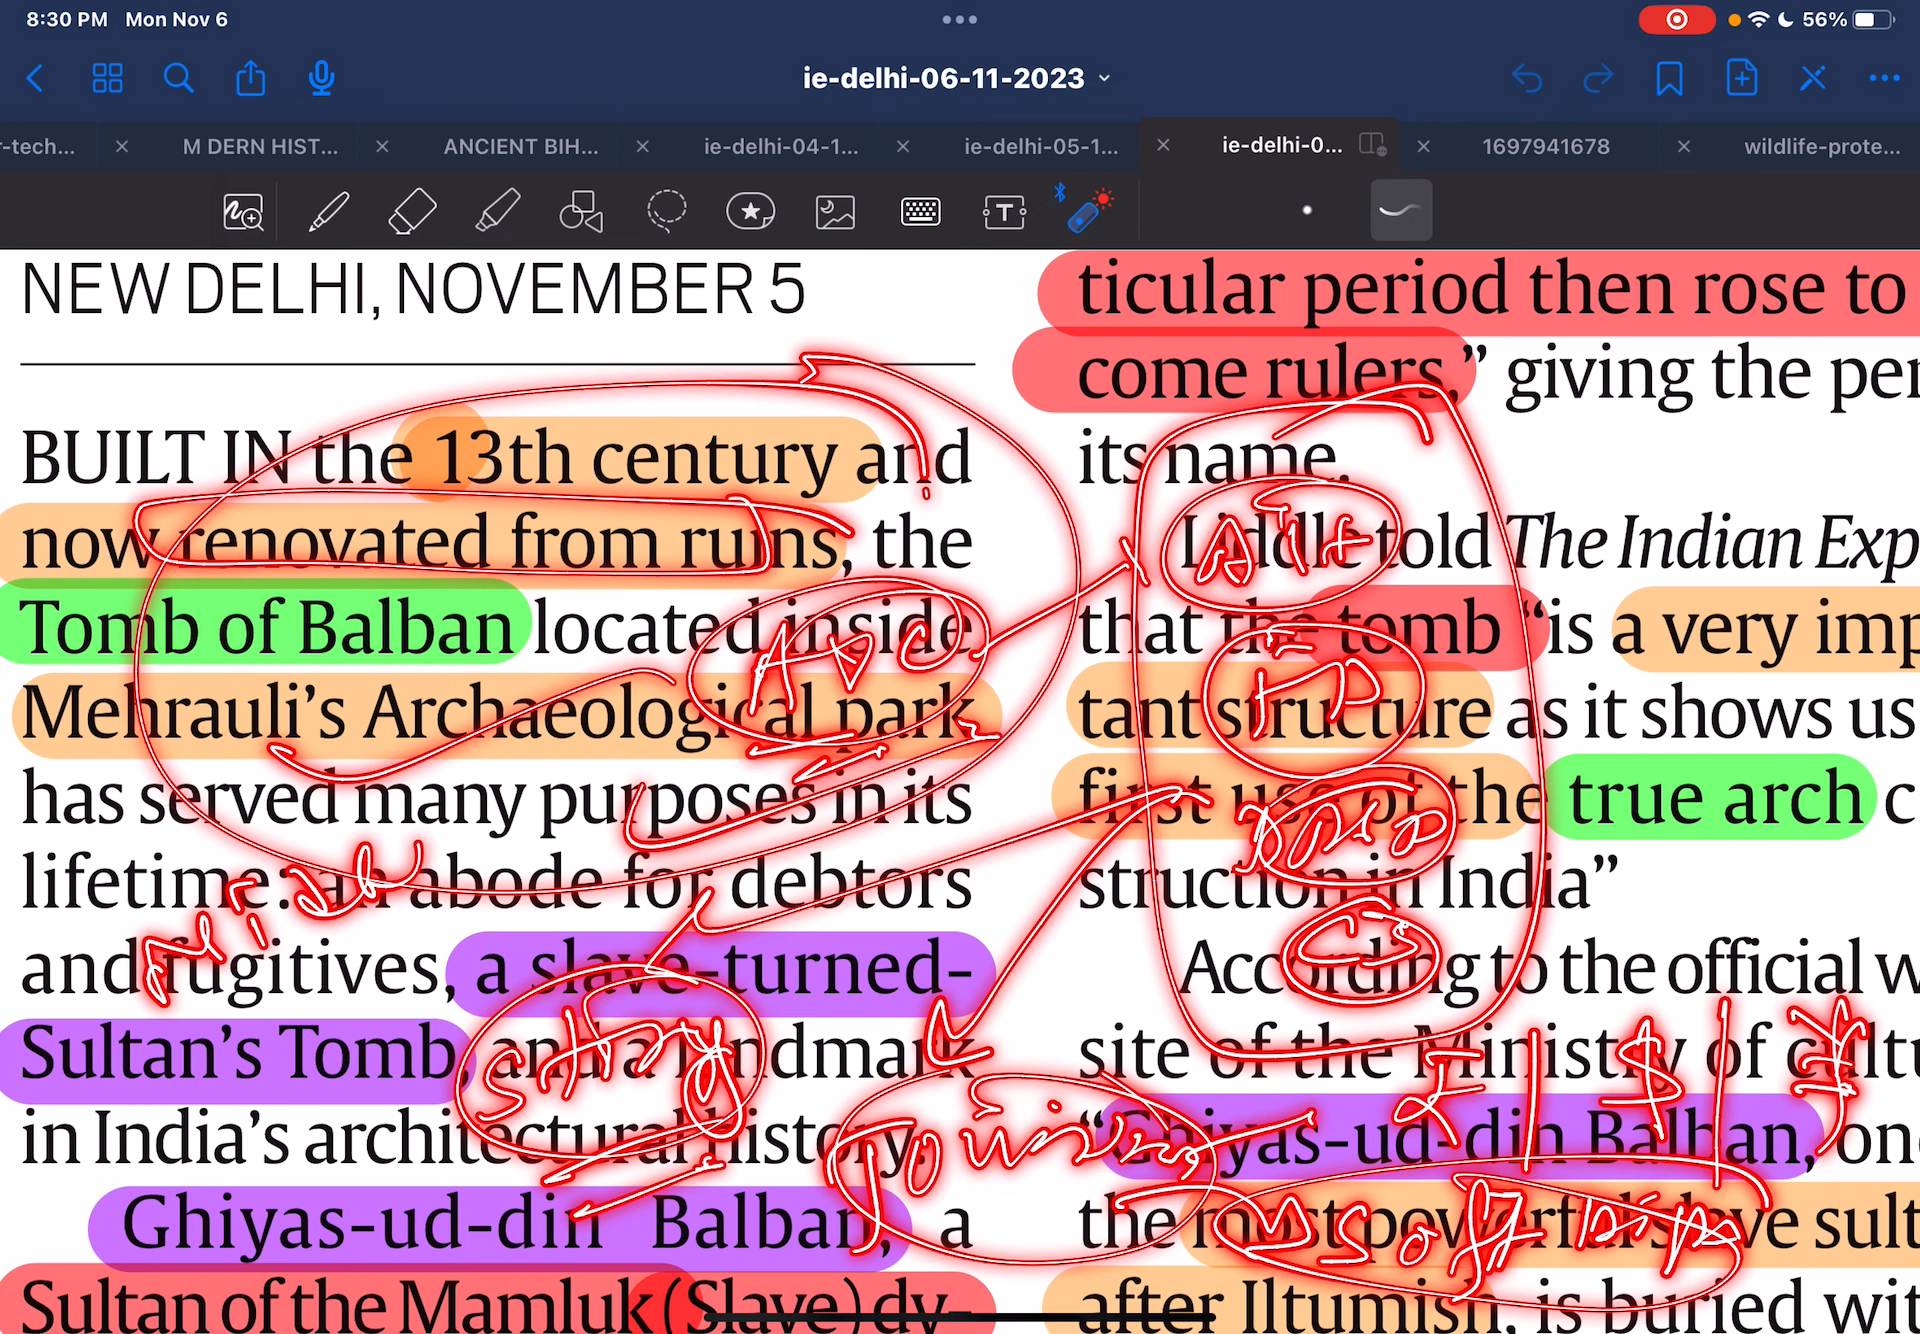 8:30 PM Mon Nov 6
56%
ie-delhi-06-11-2023
-tech...
M DERN HIST...
ANCIENT BIH...
ie-delhi-04-1...
ie-delhi-05-1...
ie-delhi-0...
1697941678
wildlife-prote...
NEW DELHI, NOVEMBER 5
BUILT IN the 13th century and
now renovated from ruins, the
Tomb of Balban located inside
Mehrauli's Archaeological park
has served many purposes in its
lifetime: an abode for debtors
and fugitives, a slave-turned-
Sultan's Tomb, and a landmark
in India's architectural history.
Ghiyas-ud-din Balban, a
Sultan of the Mamluk (Slave) dy-
ticular period then rose to
come rulers," giving the per
its name.
Liddle told The Indian Exp
that the tomb "is a very imp
tant structure as it shows us
first use of the true arch c
struction in India"
According to the official w
site of the Ministry of cultu
"Ghiyas-ud-din Balban, on
the most powerful slave sult
after Iltumish, is buried wit
Story
₹ | $ | ¥